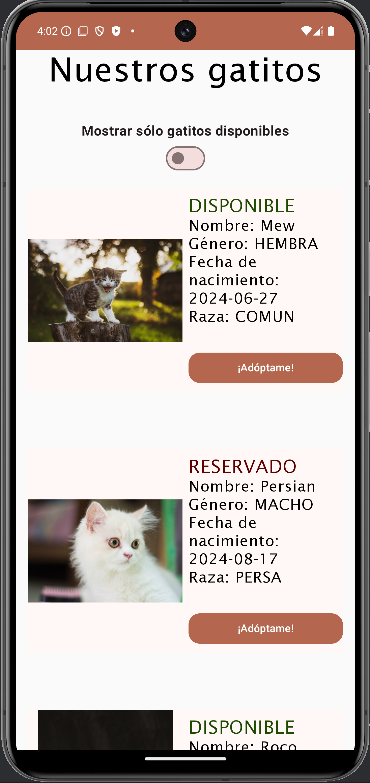 4:02
Nuestros gatitos
Mostrar sólo gatitos disponibles
DISPONIBLE
Nombre: Mew
Género: HEMBRA
Fecha de
nacimiento:
2024-06-27
Raza: COMUN
¡Adóptame!
RESERVADO
Nombre: Persian
Género: MACHO
Fecha de
nacimiento:
2024-08-17
Raza: PERSA
¡Adóptame!
DISPONIBLE
Nombre: Roco